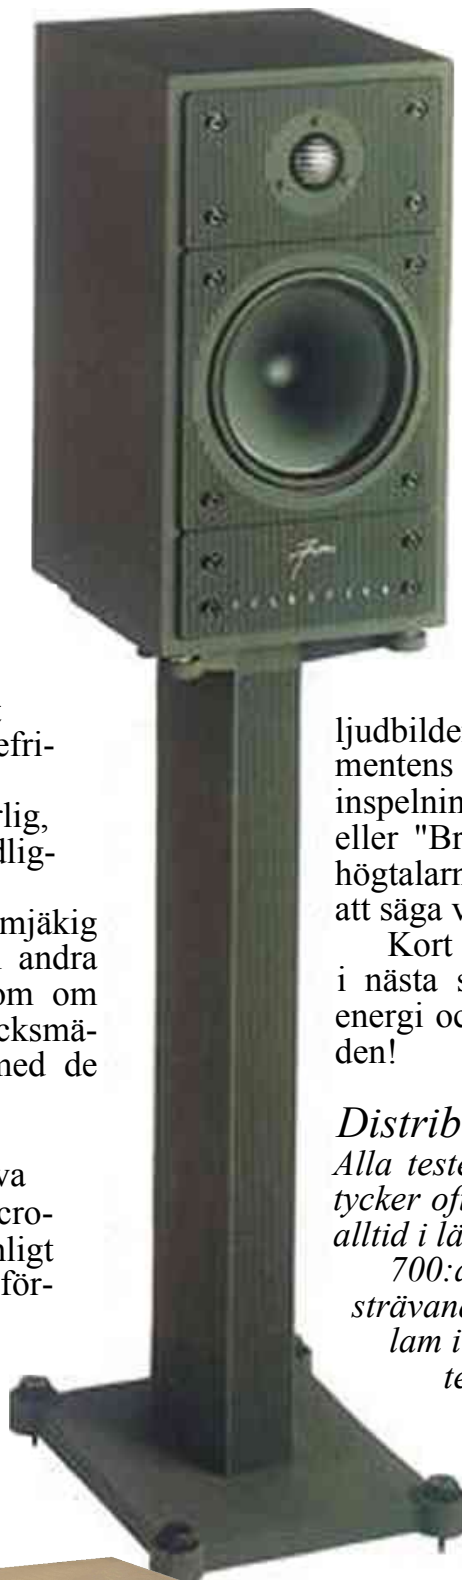 efri-
rlig,
dlig-
mjäkig
andra
om om
cksmä-
med de
va
cro-
nligt
för-
ljudbilde
mentens
inspelnin
eller "Br
högtalarn
att säga v
Kort
i nästa s
energi oc
den!
Distrib
Alla teste
tycker oft
alltid i lä
700:
strävand
lam i
te